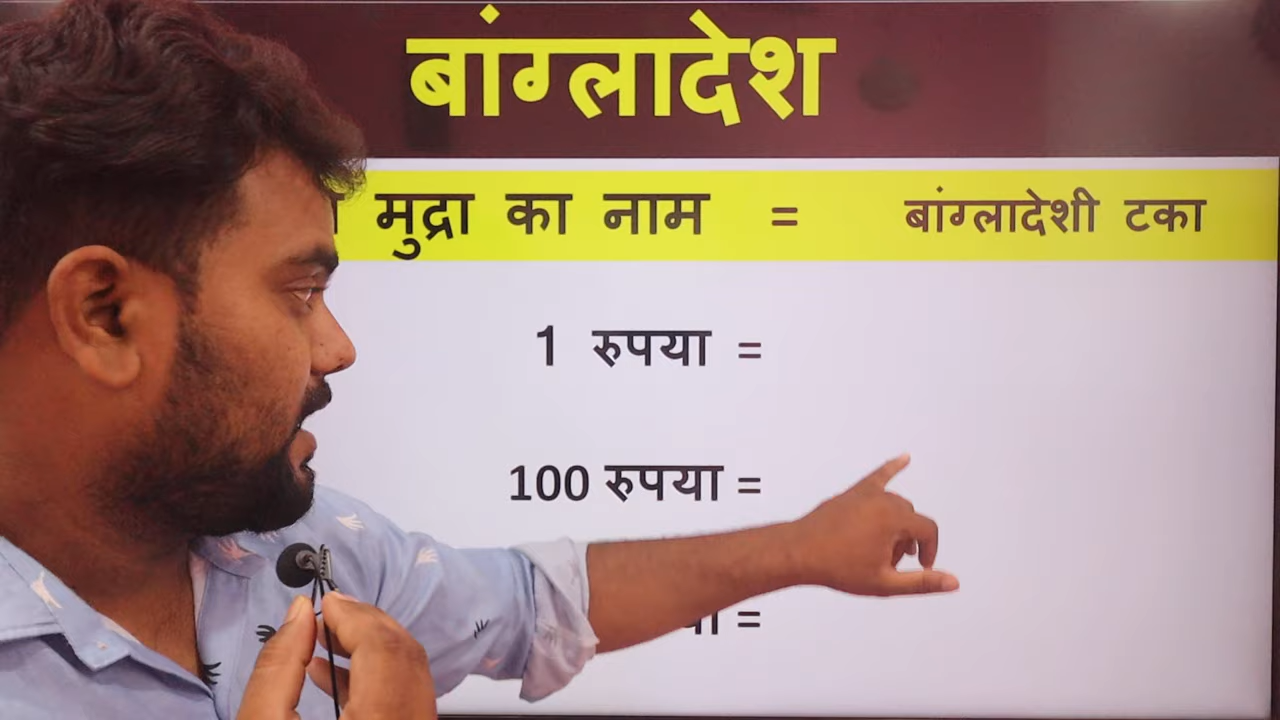 बांग्लादेश
मुद्रा का नाम = बांग्लादेशी टका
1 रुपया =
100 रुपया =
=